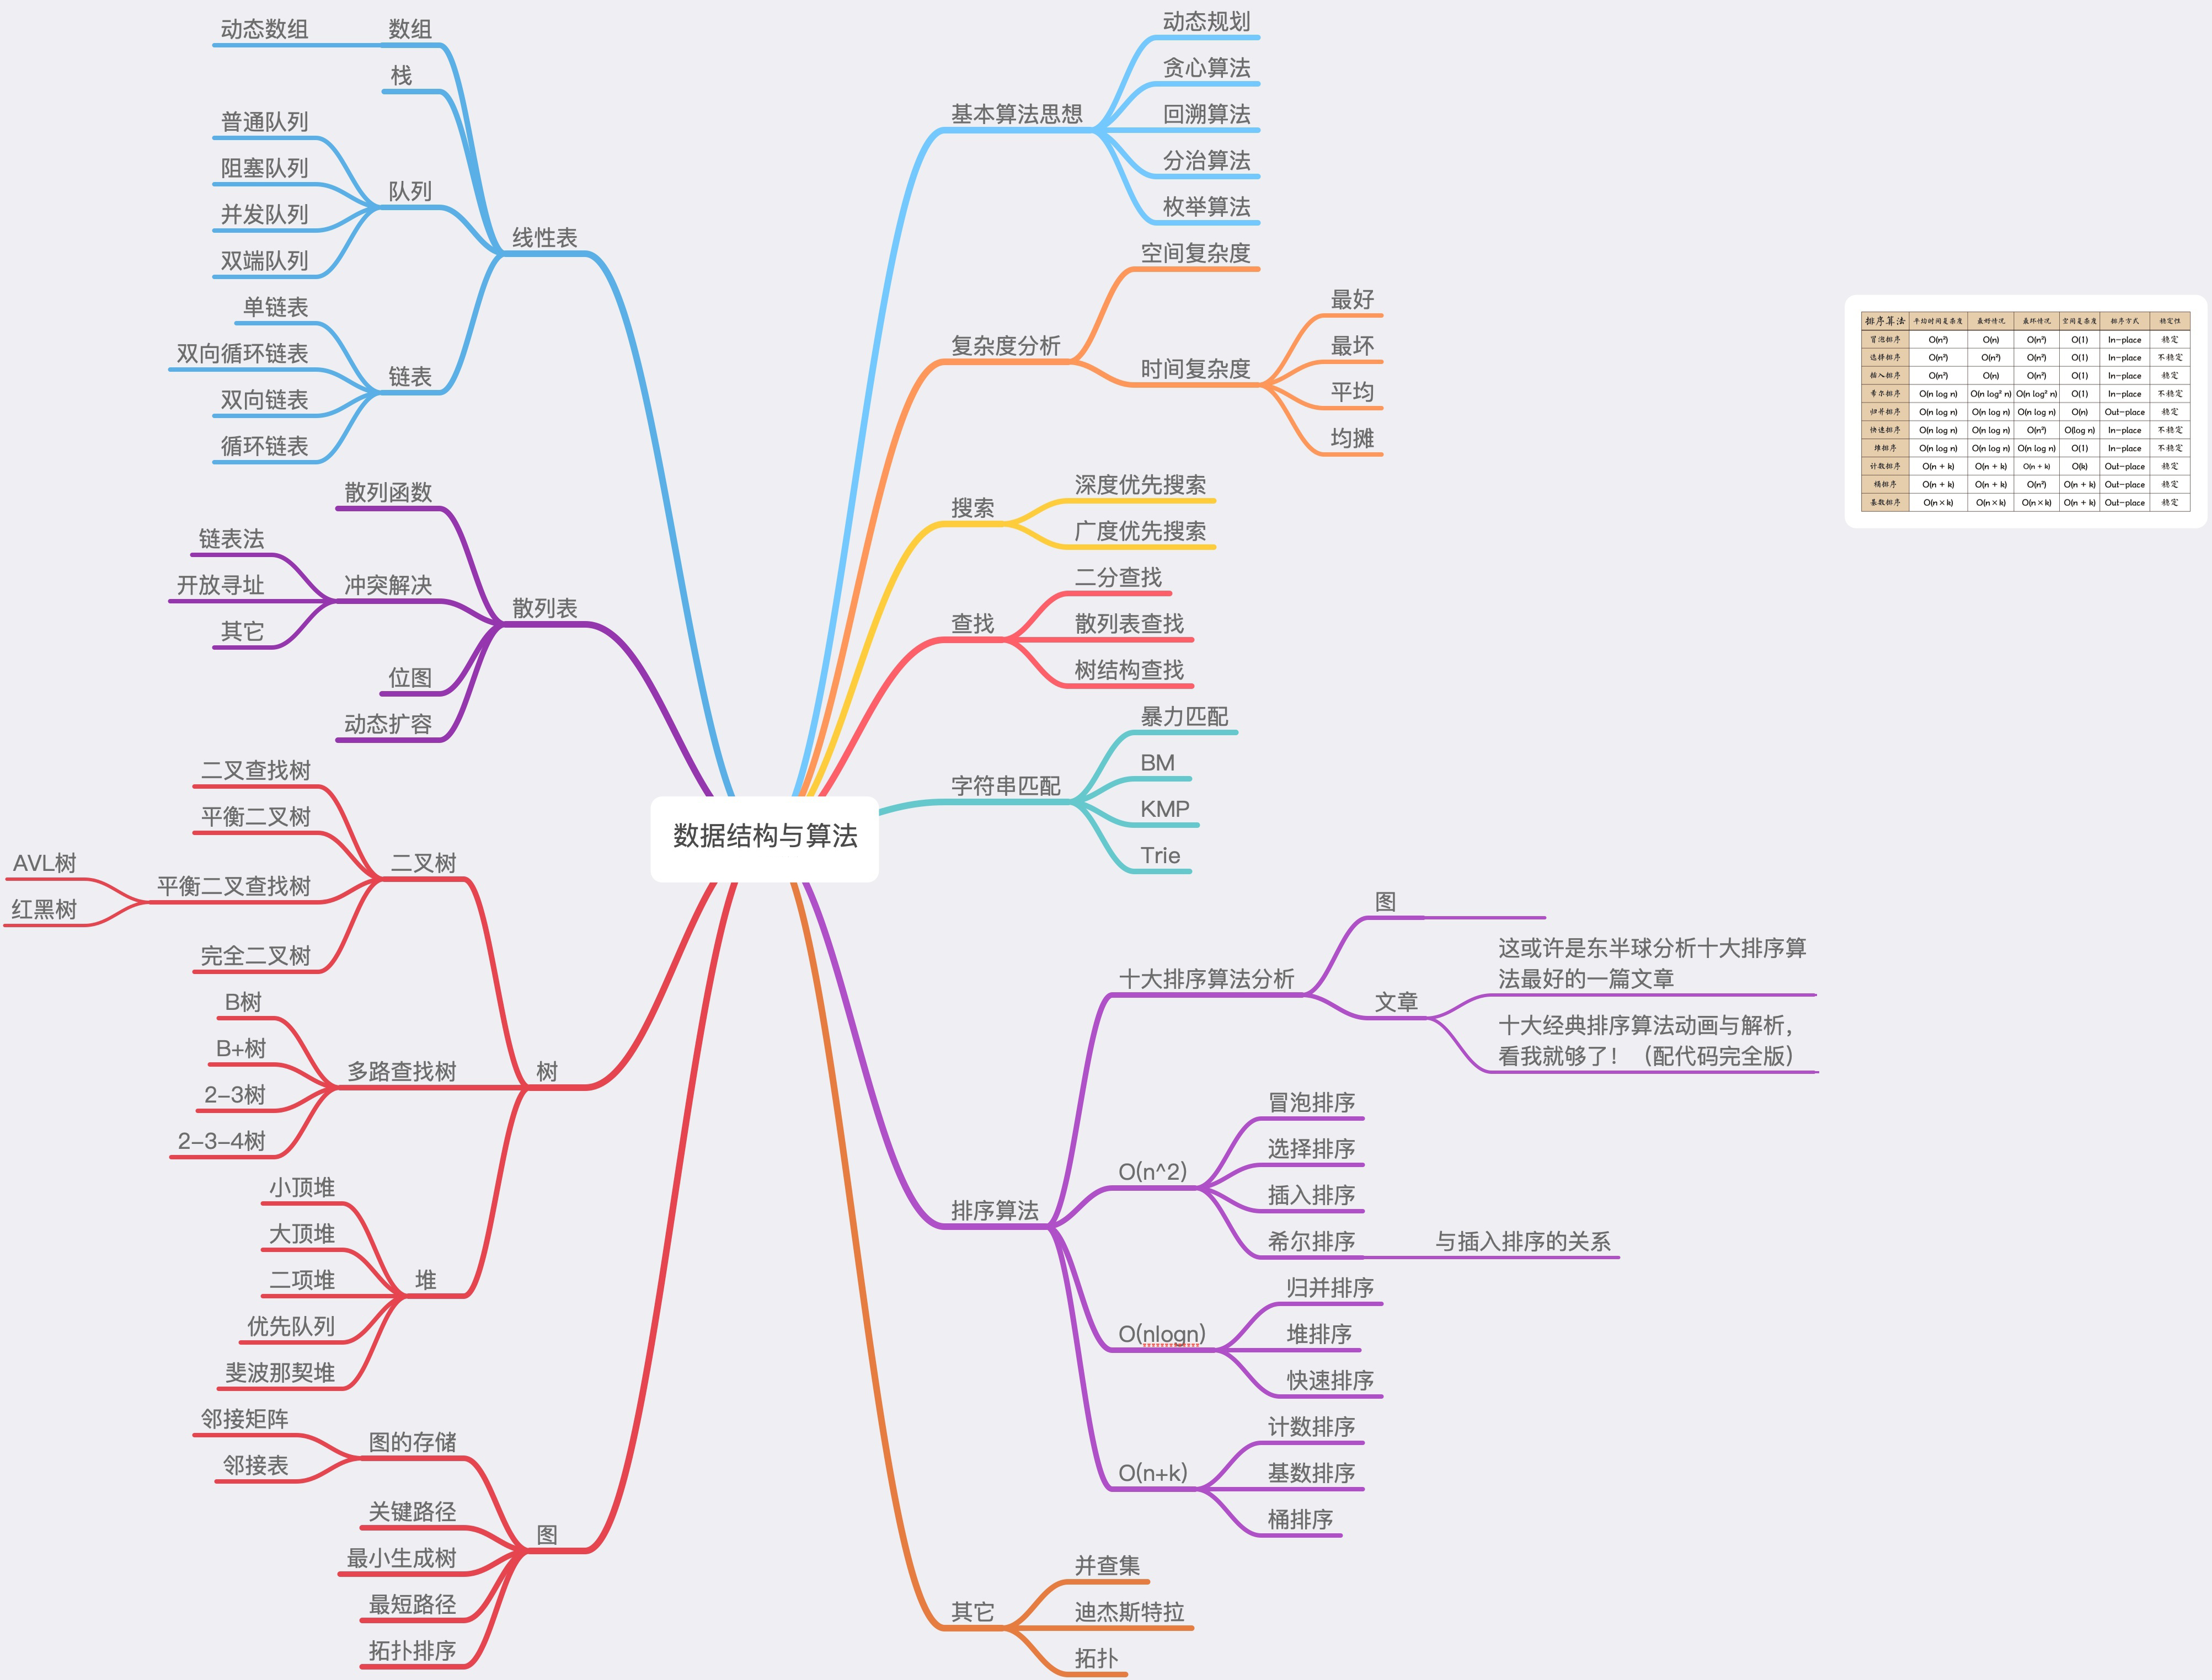 数据结构与算法
线性表
数组
动态数组
栈
队列
普通队列
阻塞队列
并发队列
双端队列
链表
单链表
双向循环链表
双向链表
循环链表
散列表
散列函数
冲突解决
链表法
开放寻址
其它
位图
动态扩容
树
二叉树
二叉查找树
平衡二叉树
平衡二叉查找树
AVL树
红黑树
完全二叉树
多路查找树
B树
B+树
2-3树
2-3-4树
堆
小顶堆
大顶堆
二项堆
优先队列
斐波那契堆
图
图的存储
邻接矩阵
邻接表
关键路径
最小生成树
最短路径
拓扑排序
基本算法思想
动态规划
贪心算法
回溯算法
分治算法
枚举算法
复杂度分析
空间复杂度
时间复杂度
最好
最坏
平均
均摊
搜索
深度优先搜索
广度优先搜索
查找
二分查找
散列表查找
树结构查找
字符串匹配
暴力匹配
BM
KMP
Trie
排序算法
十大排序算法分析
图
文章
这或许是东半球分析十大排序算
法最好的一篇文章
十大经典排序算法动画与解析，
看我就够了！（配代码完全版）
O(n^2)
冒泡排序
选择排序
插入排序
希尔排序
与插入排序的关系
O(nlogn)
归并排序
堆排序
快速排序
O(n+k)
计数排序
基数排序
桶排序
其它
并查集
迪杰斯特拉
拓扑
排序算法 平均时间复杂度 最好情况 最坏情况 空间复杂度 排序方式 稳定性
冒泡排序 O(n²) O(n) O(n²) O(1) In-place 稳定
选择排序 O(n²) O(n²) O(n²) O(1) In-place 不稳定
插入排序 O(n²) O(n) O(n²) O(1) In-place 稳定
希尔排序 O(n log n) O(n log² n) O(n log² n) O(1) In-place 不稳定
归并排序 O(n log n) O(n log n) O(n log n) O(n) Out-place 稳定
快速排序 O(n log n) O(n log n) O(n²) O(log n) In-place 不稳定
堆排序 O(n log n) O(n log n) O(n log n) O(1) In-place 不稳定
计数排序 O(n + k) O(n + k) O(n + k) O(k) Out-place 稳定
桶排序 O(n + k) O(n + k) O(n²) O(n + k) Out-place 稳定
基数排序 O(n×k) O(n×k) O(n×k) O(n + k) Out-place 稳定